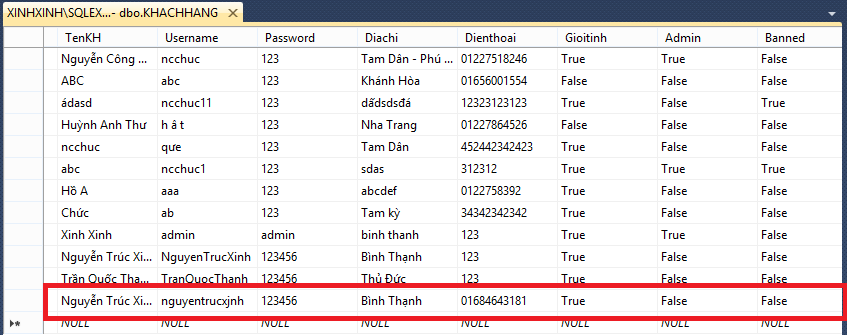 XINHXINH\SQLEX...- dbo.KHACHHANG
TenKH Username Password Diachi Dienthoai Gioitinh Admin Banned
Nguyễn Công ... ncchuc 123 Tam Dân - Phú ... 01227518246 True True False
ABC abc 123 Khánh Hòa 01656001554 False False False
ádasd ncchuc11 123 dấdsdsđá 12323123123 True False True
Huỳnh Anh Thư h â t 123 Nha Trang 01227864526 False False False
ncchuc qưe 123 Tam Dân 452442342423 True False False
abc ncchuc1 123 sdas 312312 True True True
Hồ A aaa 123 abcdef 0122758392 True False False
Chức ab 123 Tam kỳ 34342342342 True False False
Xinh Xinh admin admin binh thanh 123 True True False
Nguyễn Trúc Xi... NguyenTrucXinh 123456 Bình Thạnh 123 True False False
Trần Quốc Tha... TranQuocThanh 123456 Thủ Đức 123 True False False
Nguyễn Trúc Xi... nguyentrucxjnh 123456 Bình Thạnh 01684643181 True False False
NULL NULL NULL NULL NULL NULL NULL NULL